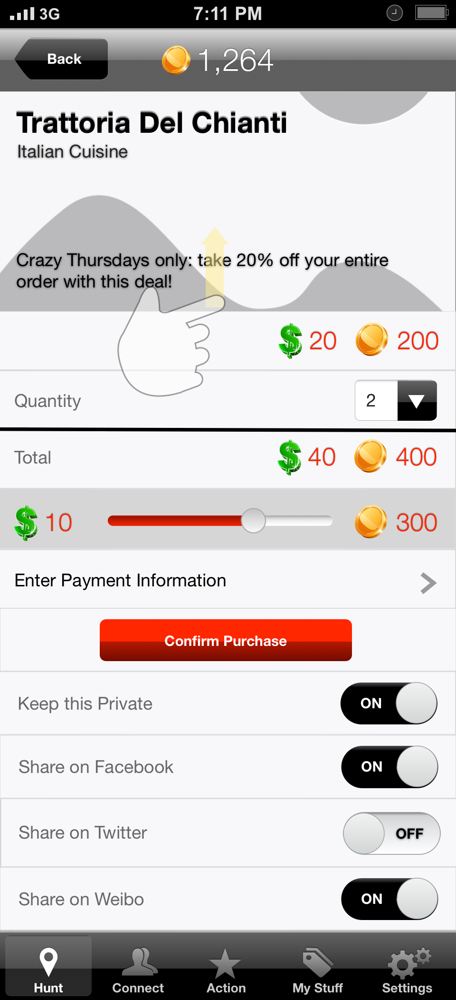 3G 7:11 PM
Back 1,264
Trattoria Del Chianti
Italian Cuisine
Crazy Thursdays only: take 20% off your entire
order with this deal!
$ 20 200
Quantity 2
Total $ 40 400
$ 10 300
Enter Payment Information
Confirm Purchase
Keep this Private ON
Share on Facebook ON
Share on Twitter OFF
Share on Weibo ON
Hunt Connect Action My Stuff Settings